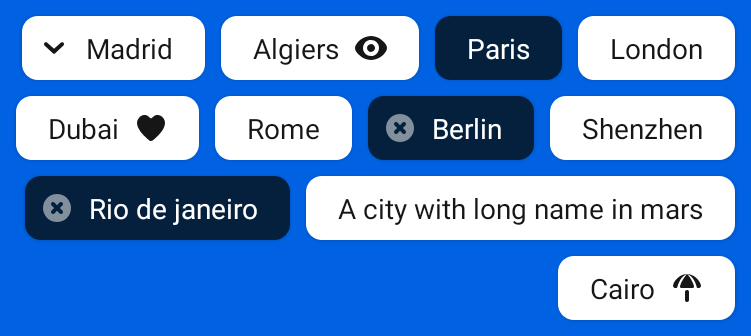 Madrid Algiers Paris London
Dubai Rome Berlin Shenzhen
Rio de janeiro A city with long name in mars
Cairo